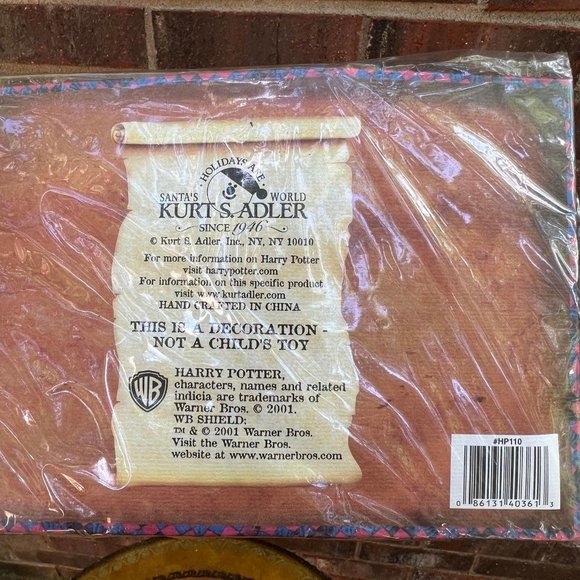 HOLIDAYS ARE
SANTA'S WORLD
KURT S. ADLER
SINCE 1946
© Kurt S. Adler, Inc., NY, NY 10010
For more information on Harry Potter
visit harrypotter.com
For information on this specific product
visit www.kurtadler.com
HAND CRAFTED IN CHINA
THIS IS A DECORATION -
NOT A CHILD'S TOY
WB
HARRY POTTER,
characters, names and related
indicia are trademarks of
Warner Bros. © 2001.
WB SHIELD:
TM & © 2001 Warner Bros.
Visit the Warner Bros.
website at www.warnerbros.com
#HP110
0 86131 40361 3